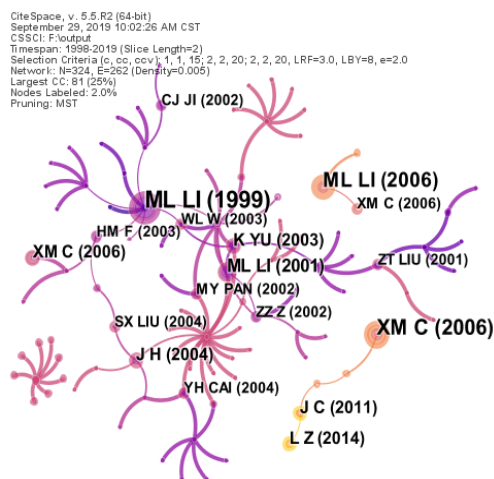 CiteSpace, v. 5.5.R2 (64-bit)
September 29, 2019 10:02:26 AM CST
CSSCI: F:\output
Timespan: 1998-2019 (Slice Length=2)
Selection Criteria (c, cc, ccv): 1, 1, 15; 2, 2, 20; 2, 2, 20, LRF=3.0, LBY=8, e=2.0
Network: N=324, E=262 (Density=0.005)
Largest CC: 81 (25%)
Nodes Labeled: 2.0%
Pruning: MST
CJ JI (2002)
ML LI (2006)
ML LI (1999)
XM C (2006)
WL W (2003)
HM F (2003)
K YU (2003)
XM C (2006)
ML LI (2001)
ZT LIU (2001)
MY PAN (2002)
ZZ Z (2002)
SX LIU (2004)
XM C (2006)
J H (2004)
YH CAI (2004)
J C (2011)
L Z (2014)